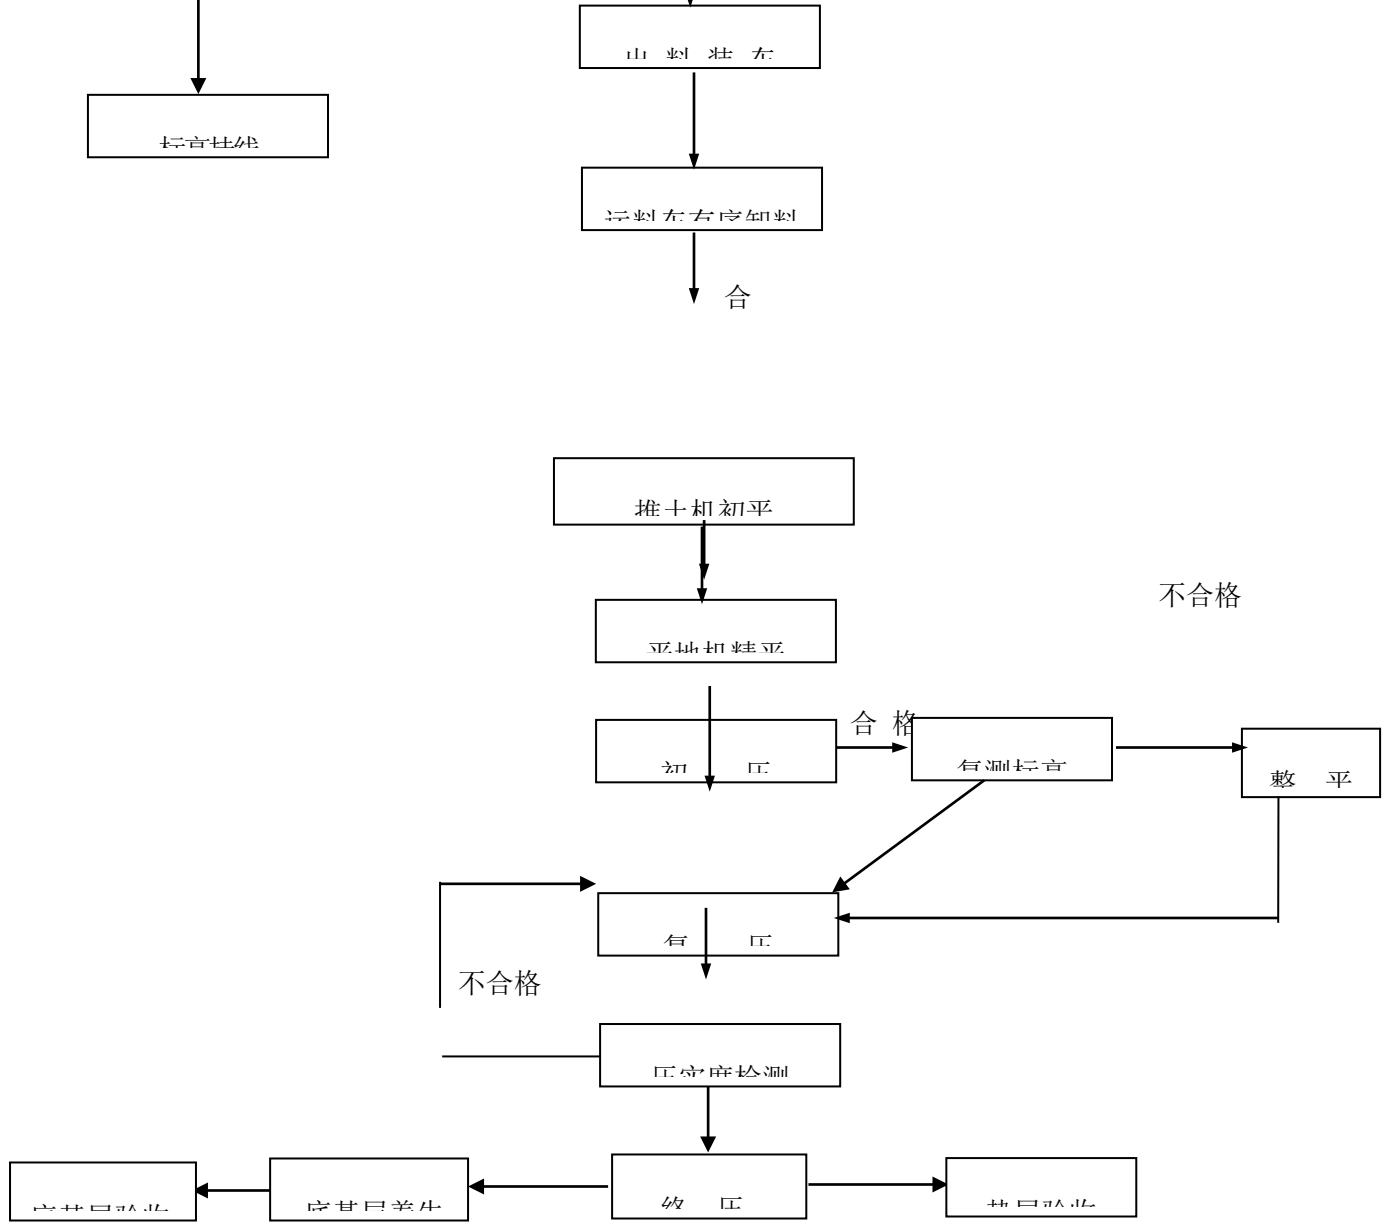 出 料 装 车
标高挂线
运料车有序卸料
合
推土机初平
不合格
平地机精平
合 格
初 压
复测标高
整 平
复 压
不合格
压实度检测
终 压
底基层养生
底基层验收
垫层验收